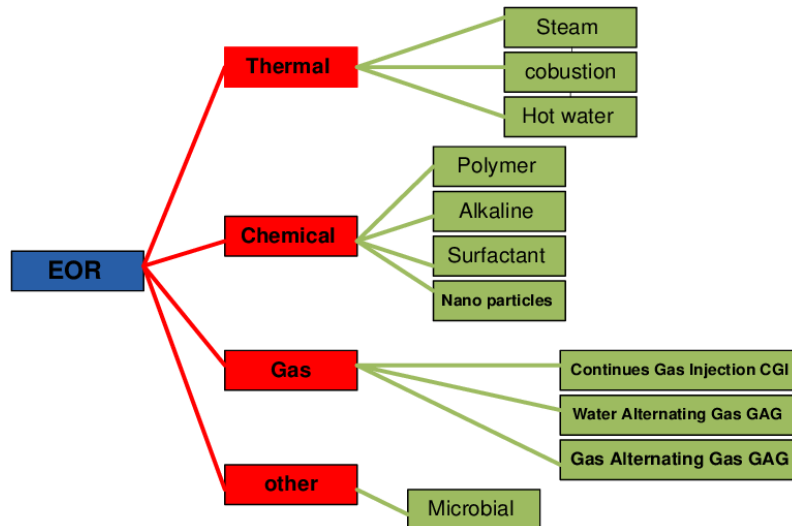 Steam
Thermal
cobustion
Hot water
Polymer
Alkaline
Chemical
Surfactant
EOR
Nano particles
Gas
Continues Gas Injection CGI
Water Alternating Gas GAG
Gas Alternating Gas GAG
other
Microbial